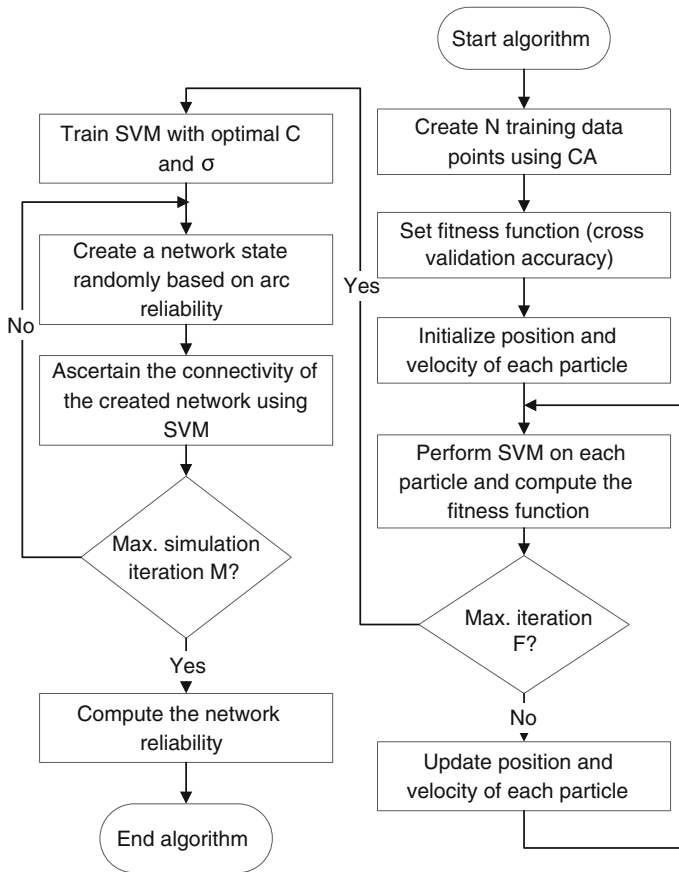 Start algorithm
Create N training data
points using CA
Set fitness function (cross
validation accuracy)
Initialize position and
velocity of each particle
Perform SVM on each
particle and compute the
fitness function
Max. iteration
F?
No
Update position and
velocity of each particle
Yes
Train SVM with optimal C
and σ
Create a network state
randomly based on arc
reliability
Ascertain the connectivity of
the created network using
SVM
Max. simulation
iteration M?
No
Yes
Compute the network
reliability
End algorithm